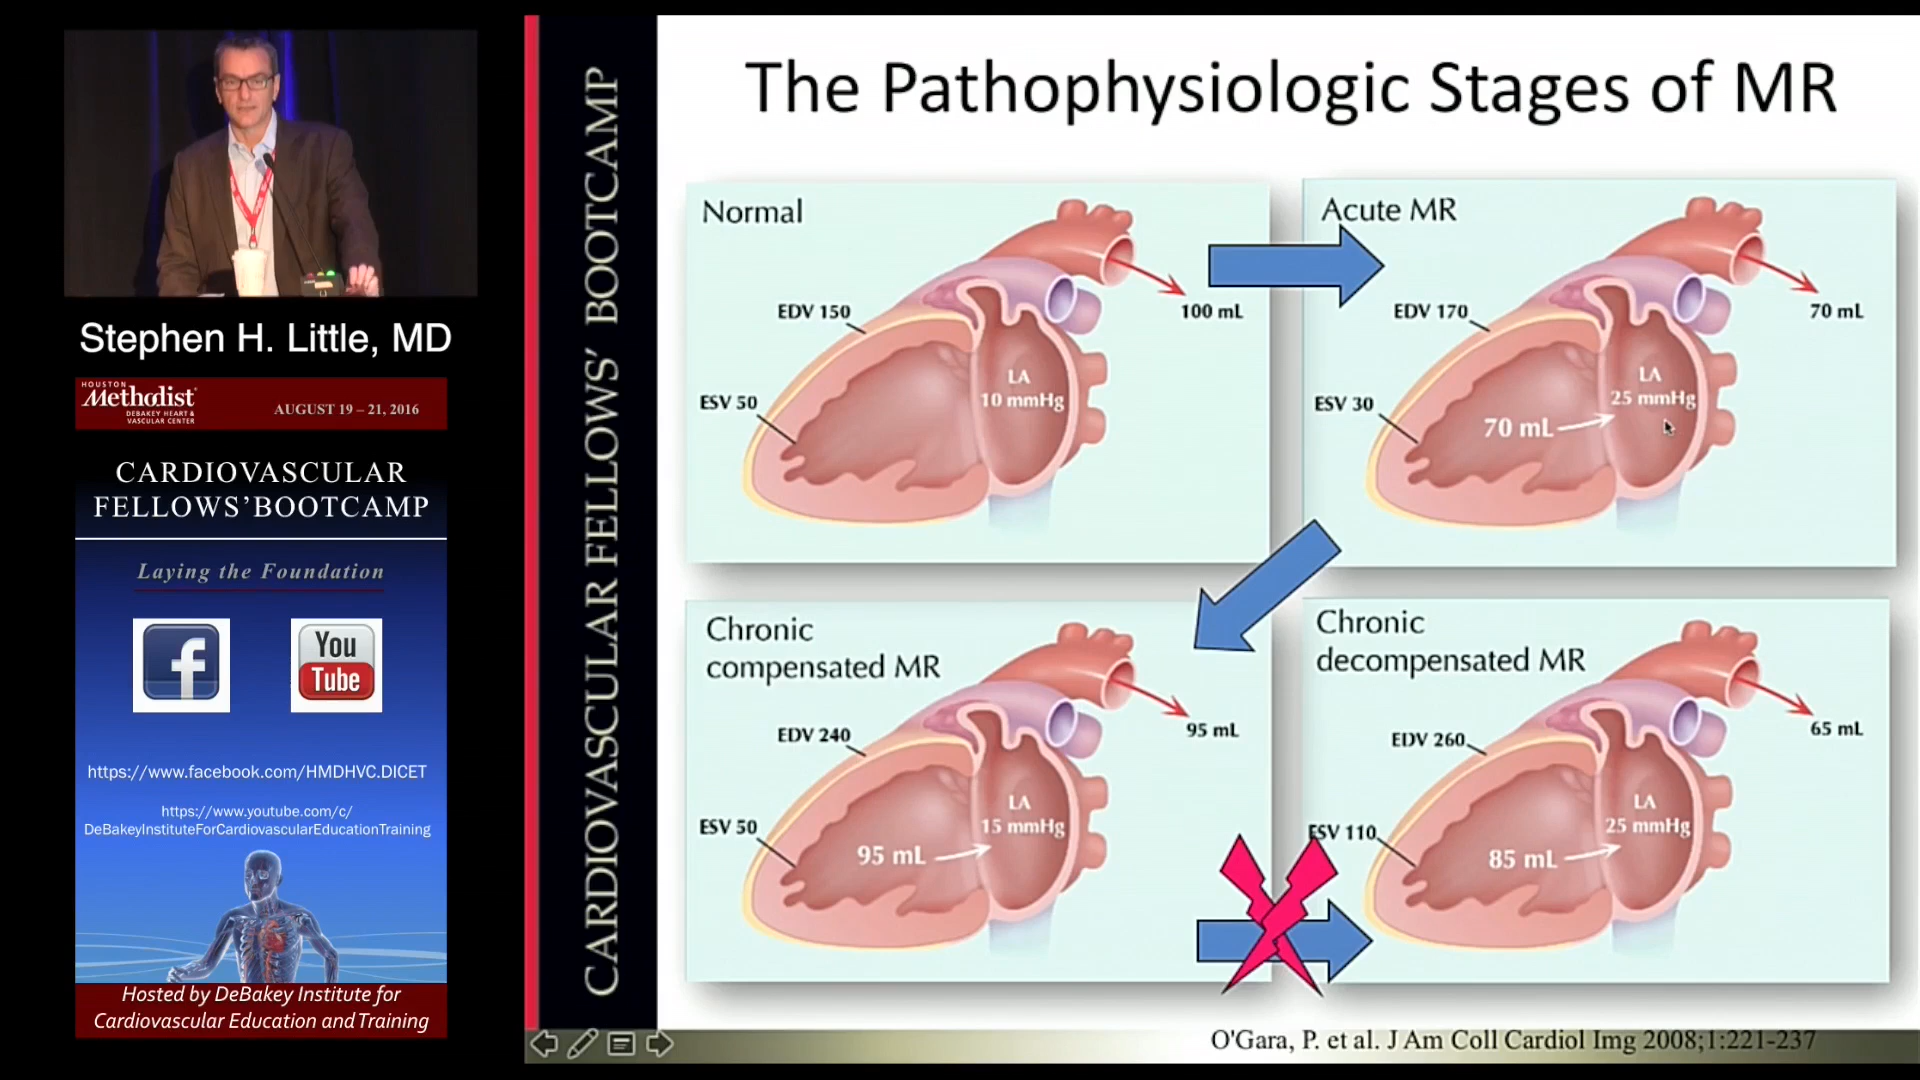 Stephen H. Little, MD
HOUSTON
Methodist
DEBAKEY HEART &
VASCULAR CENTER
AUGUST 19 – 21, 2016
CARDIOVASCULAR
FELLOWS’BOOTCAMP
Laying the Foundation
f
You
Tube
https://www.facebook.com/HMDHVC.DICET
https://www.youtube.com/c/
DeBakeyInstituteForCardiovascularEducationTraining
Hosted by DeBakey Institute for
Cardiovascular Education and Training
CARDIOVASCULAR FELLOWS’ BOOTCAMP
The Pathophysiologic Stages of MR
Normal
EDV 150
100 mL
ESV 50
LA
10 mmHg
Acute MR
EDV 170
70 mL
ESV 30
LA
25 mmHg
70 mL
Chronic
compensated MR
EDV 240
95 mL
ESV 50
LA
15 mmHg
95 mL
Chronic
decompensated MR
EDV 260
65 mL
ESV 110
LA
25 mmHg
85 mL
O'Gara, P. et al. J Am Coll Cardiol Img 2008;1:221-237